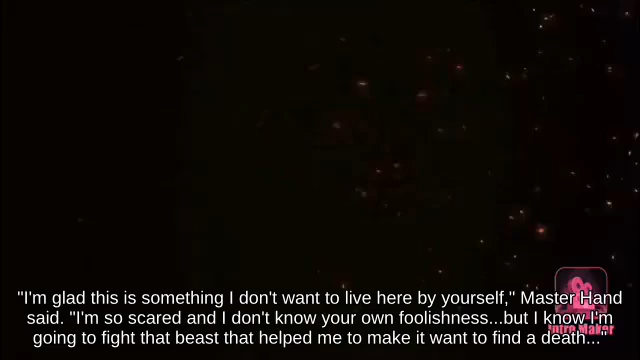 "I'm glad this is something I don't want to live here by yourself," Master Hand
said. "I'm so scared and I don't know your own foolishness...but I know I'm
going to fight that beast that helped me to make it want to find a death..."
Intro Maker